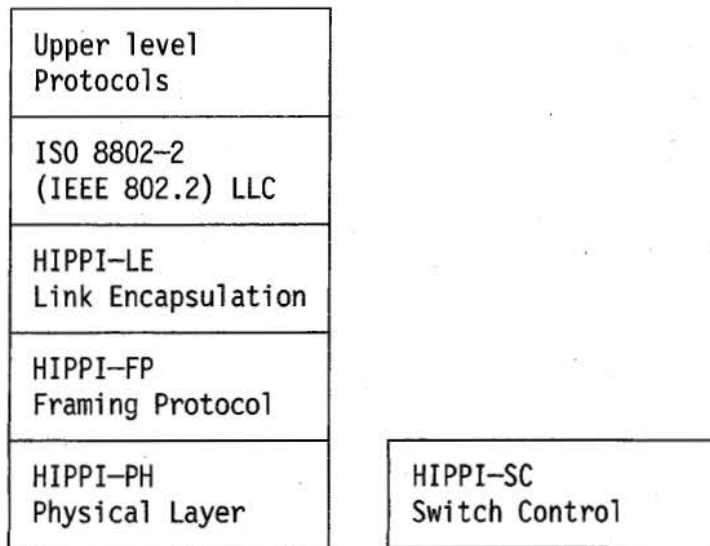 Upper level
Protocols
ISO 8802-2
(IEEE 802.2) LLC
HIPPI-LE
Link Encapsulation
HIPPI-FP
Framing Protocol
HIPPI-PH
Physical Layer
HIPPI-SC
Switch Control